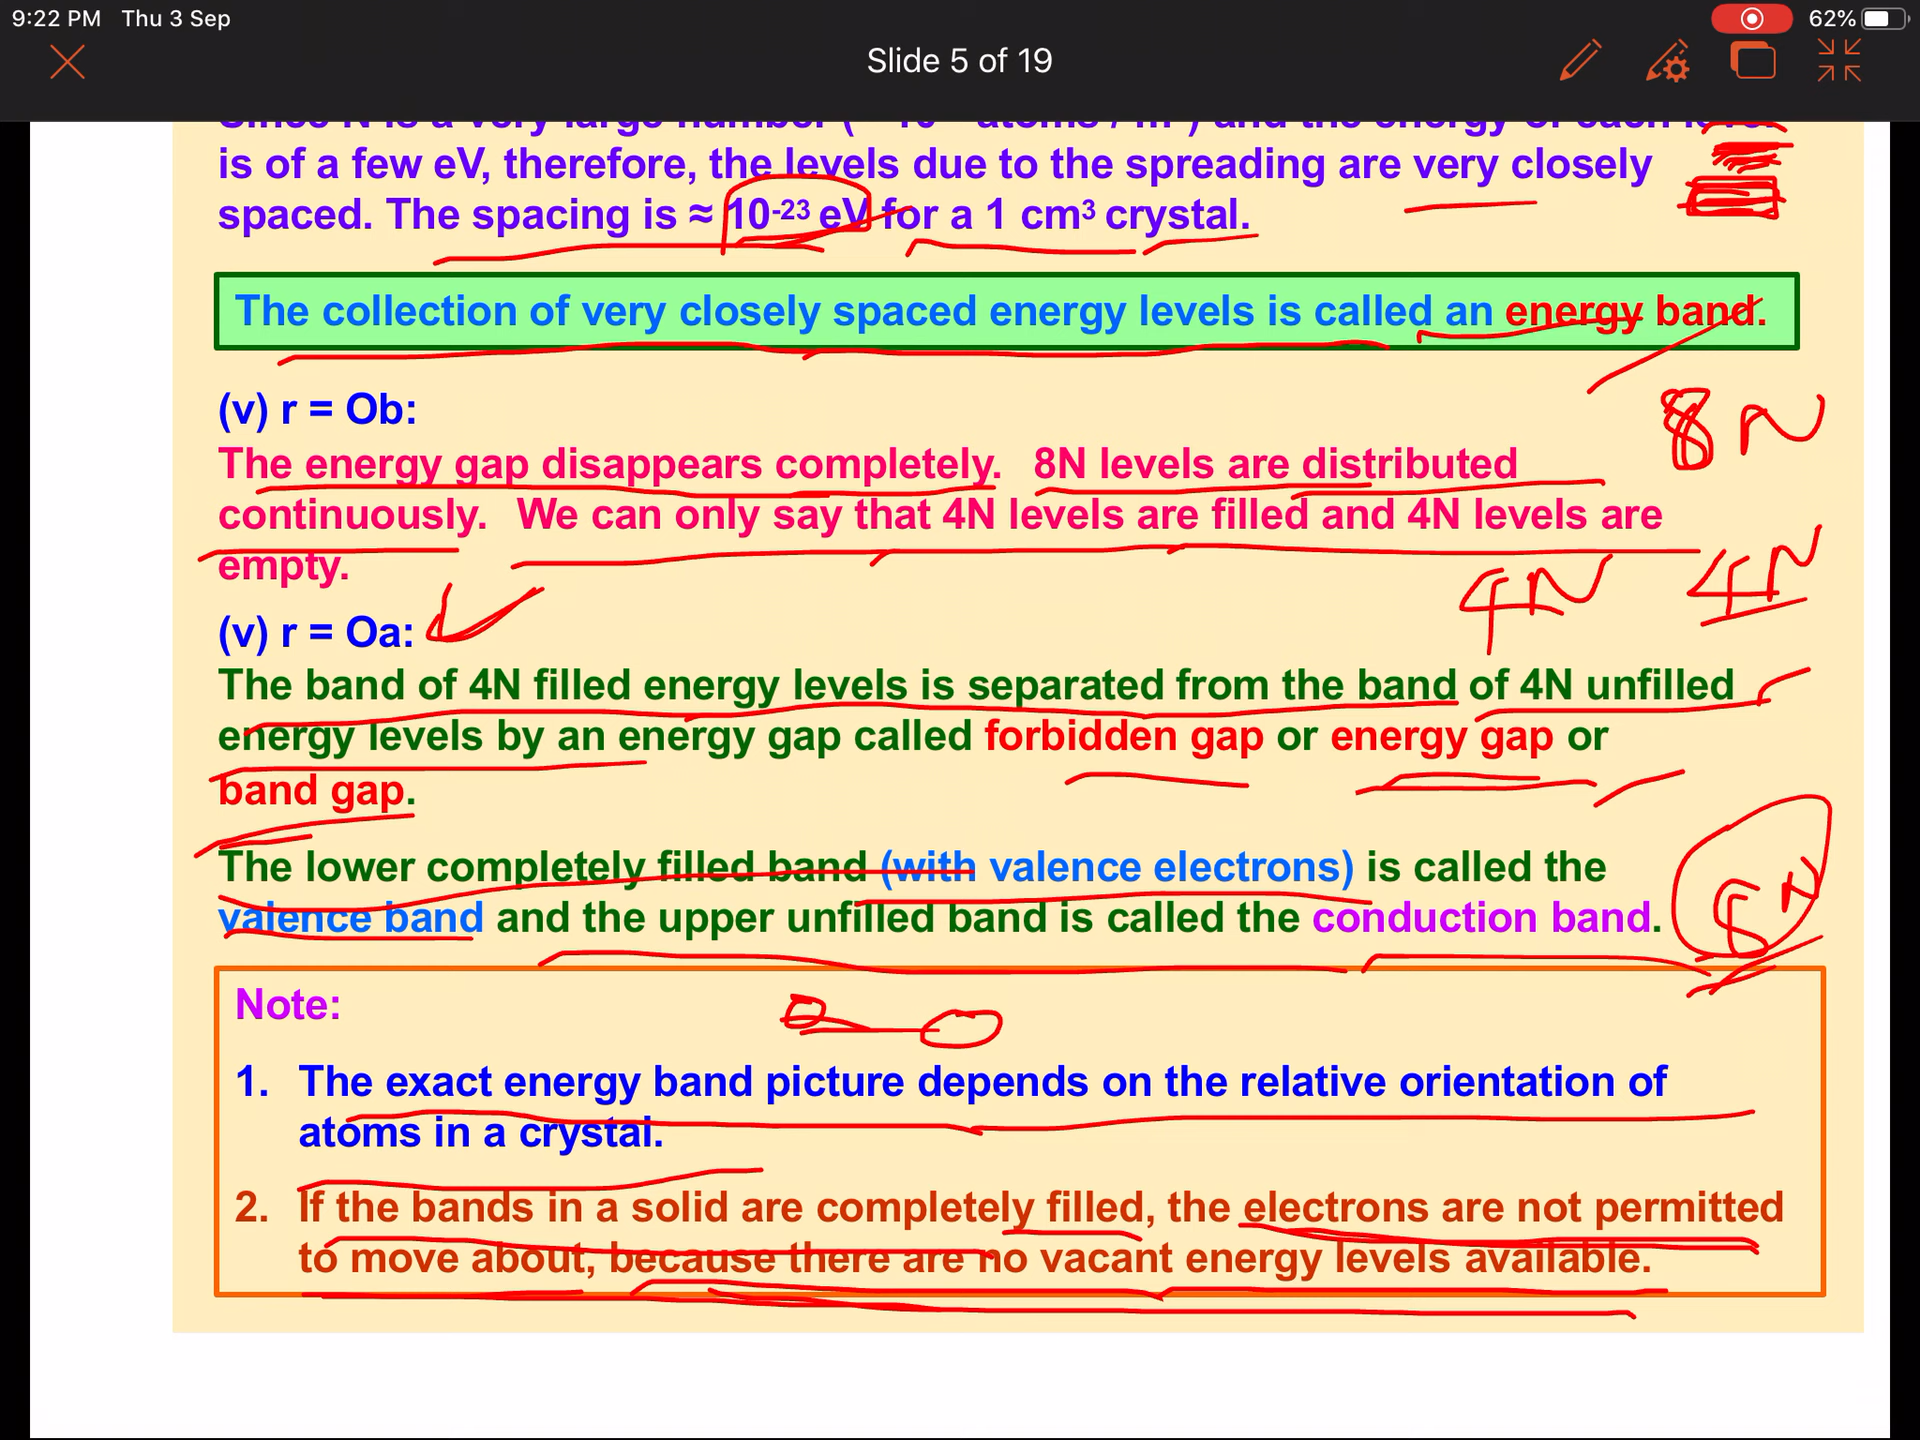 9:22 PM Thu 3 Sep
62%
Slide 5 of 19
is of a few eV, therefore, the levels due to the spreading are very closely
spaced. The spacing is ≈ 10-23 eV for a 1 cm3 crystal.
The collection of very closely spaced energy levels is called an energy band.
(v) r = Ob:
8N
The energy gap disappears completely. 8N levels are distributed
continuously. We can only say that 4N levels are filled and 4N levels are
empty.
4N 4N
(v) r = Oa:
The band of 4N filled energy levels is separated from the band of 4N unfilled
energy levels by an energy gap called forbidden gap or energy gap or
band gap.
The lower completely filled band (with valence electrons) is called the
valence band and the upper unfilled band is called the conduction band.
Note:
1. The exact energy band picture depends on the relative orientation of
atoms in a crystal.
2. If the bands in a solid are completely filled, the electrons are not permitted
to move about, because there are no vacant energy levels available.